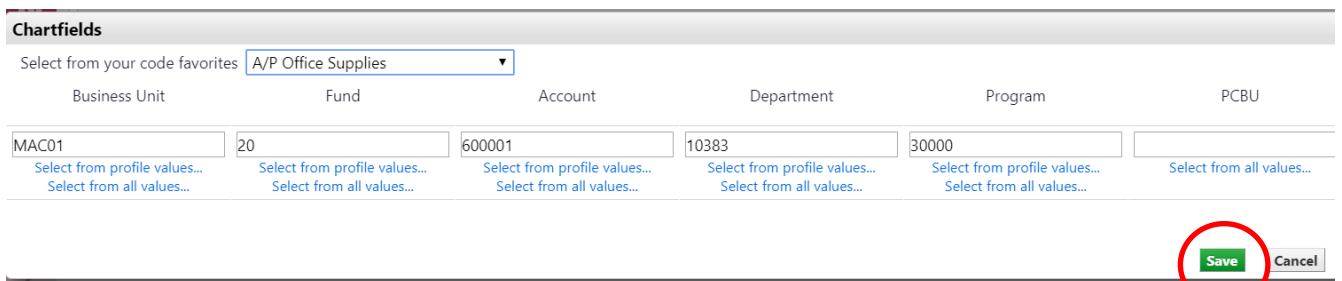 Chartfields
Select from your code favorites A/P Office Supplies
Business Unit Fund Account Department Program PCBU
MAC01 20 600001 10383 30000
Select from profile values... Select from profile values... Select from profile values... Select from profile values... Select from profile values... Select from all values...
Select from all values... Select from all values... Select from all values... Select from all values... Select from all values...
Save Cancel